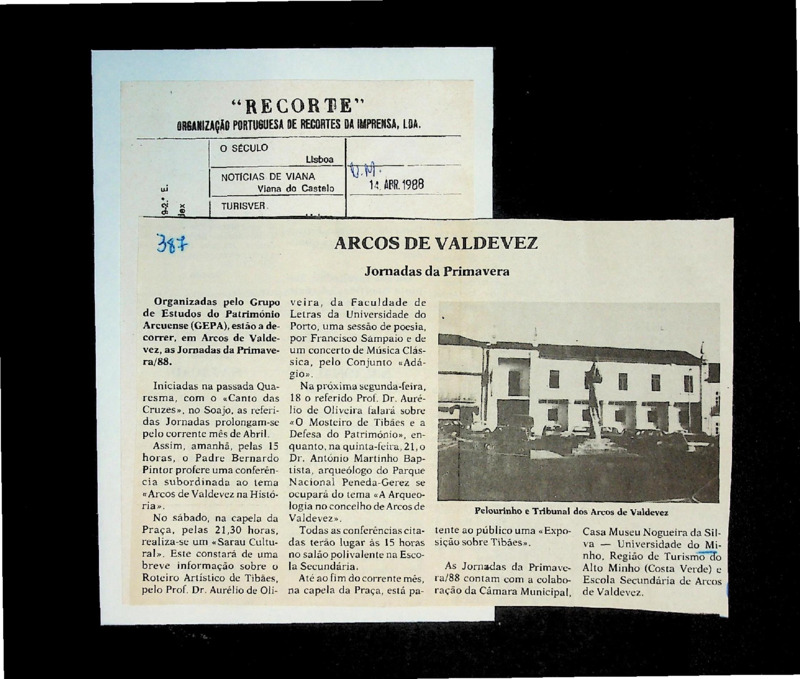 “RECORTE”
ORGANIZAÇÃO PORTUGUESA DE RECORTES DA IMPRENSA, LDA.
O SÉCULO
Lisboa
NOTÍCIAS DE VIANA
Viana do Castelo
TURISVER
9-2.º E.
dex
D.M.
14 ABR. 1988
387
ARCOS DE VALDEVEZ
Jornadas da Primavera
Organizadas pelo Grupo
de Estudos do Património
Arcuense (GEPA), estão a de-
correr, em Arcos de Valde-
vez, as Jornadas da Primave-
ra/88.
Iniciadas na passada Qua-
resma, com o «Canto das
Cruzes», no Soajo, as referi-
das Jornadas prolongam-se
pelo corrente mês de Abril.
Assim, amanhã, pelas 15
horas, o Padre Bernardo
Pintor profere uma conferên-
cia subordinada ao tema
«Arcos de Valdevez na Histó-
ria».
No sábado, na capela da
Praça, pelas 21,30 horas,
realiza-se um «Sarau Cultu-
ral». Este constará de uma
breve informação sobre o
Roteiro Artístico de Tibães,
pelo Prof. Dr. Aurélio de Oli-
veira, da Faculdade de
Letras da Universidade do
Porto, uma sessão de poesia,
por Francisco Sampaio e de
um concerto de Música Clás-
sica, pelo Conjunto «Adá-
gio».
Na próxima segunda-feira,
18 o referido Prof. Dr. Auré-
lio de Oliveira falará sobre
«O Mosteiro de Tibães e a
Defesa do Património», en-
quanto, na quinta-feira, 21, o
Dr. António Martinho Bap-
tista, arqueólogo do Parque
Nacional Peneda-Gerez se
ocupará do tema «A Arqueo-
logia no concelho de Arcos de
Valdevez».
Todas as conferências cita-
das terão lugar às 15 horas
no salão polivalente na Esco-
la Secundária.
Até ao fim do corrente mês,
na capela da Praça, está pa-
Pelourinho e Tribunal dos Arcos de Valdevez
tente ao público uma «Expo-
sição sobre Tibães».
As Jornadas da Primave-
ra/88 contam com a colabo-
ração da Câmara Municipal,
Casa Museu Nogueira da Sil-
va — Universidade do Mi-
nho, Região de Turismo do
Alto Minho (Costa Verde) e
Escola Secundária de Arcos
de Valdevez.